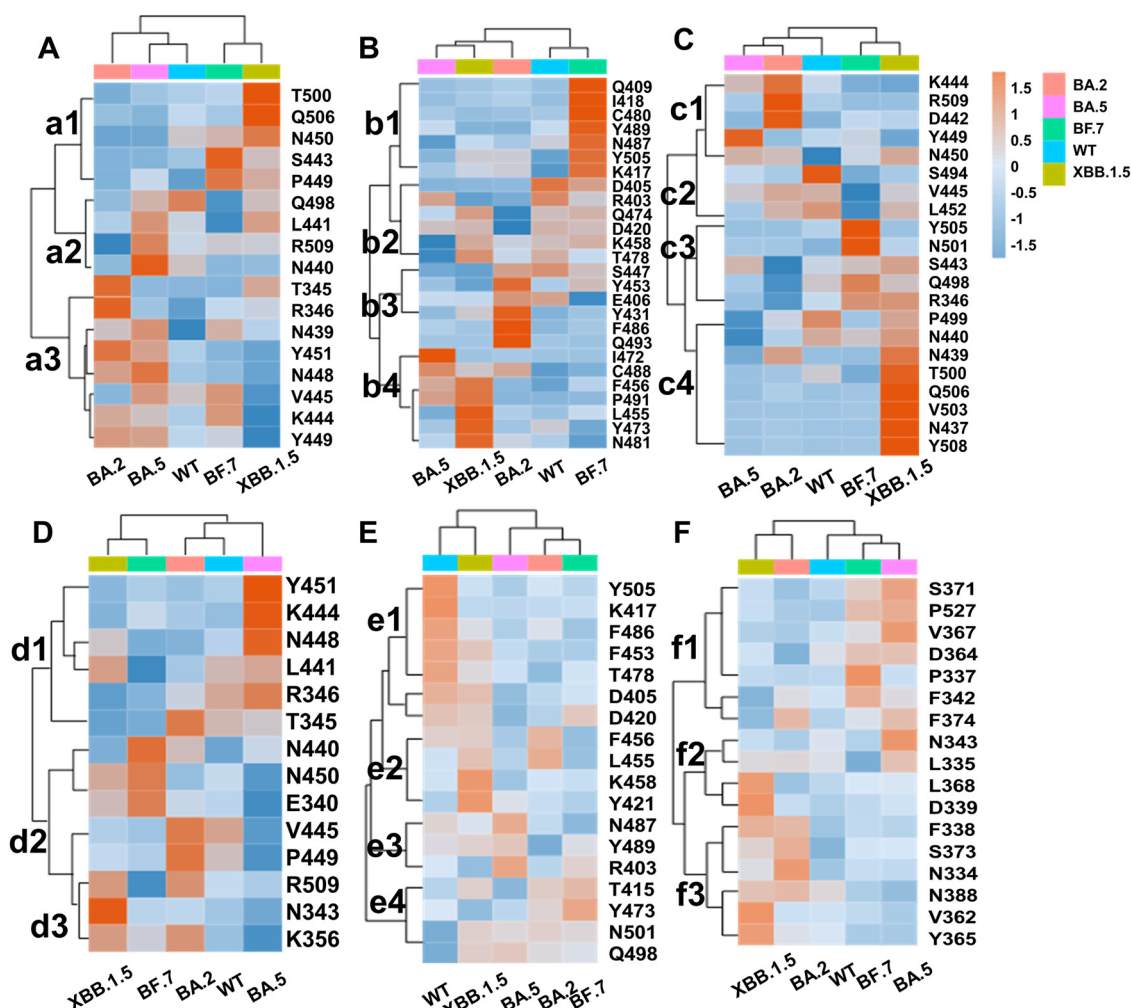 A
T500
Q506
N450
S443
P449
Q498
L441
R509
N440
T345
R346
N439
Y451
N448
V445
K444
Y449
a1
a2
a3
BA.2 BA.5 WT BF.7 XBB.1.5
B
Q409
I418
C480
Y489
N487
Y505
K417
D405
R403
Q474
D420
K458
T478
S447
Y453
E406
Y431
F486
Q493
I472
C488
F456
P491
L455
Y473
N481
b1
b2
b3
b4
BA.5 XBB.1.5 BA.2 WT BF.7
C
K444
R509
D442
Y449
N450
S494
V445
L452
Y505
N501
S443
Q498
R346
P499
N440
N439
T500
Q506
V503
N437
Y508
c1
c2
c3
c4
BA.5 BA.2 WT BF.7 XBB.1.5
1.5
1
0.5
0
-0.5
-1
-1.5
BA.2
BA.5
BF.7
WT
XBB.1.5
D
Y451
K444
N448
L441
R346
T345
N440
N450
E340
V445
P449
R509
N343
K356
d1
d2
d3
XBB.1.5 BF.7 BA.2 WT BA.5
E
Y505
K417
F486
F453
T478
D405
D420
F456
L455
K458
Y421
N487
Y489
R403
T415
Y473
N501
Q498
e1
e2
e3
e4
WT XBB.1.5 BA.5 BA.2 BF.7
F
S371
P527
V367
D364
P337
F342
F374
N343
L335
L368
D339
F338
S373
N334
N388
V362
Y365
f1
f2
f3
XBB.1.5 BA.2 WT BF.7 BA.5